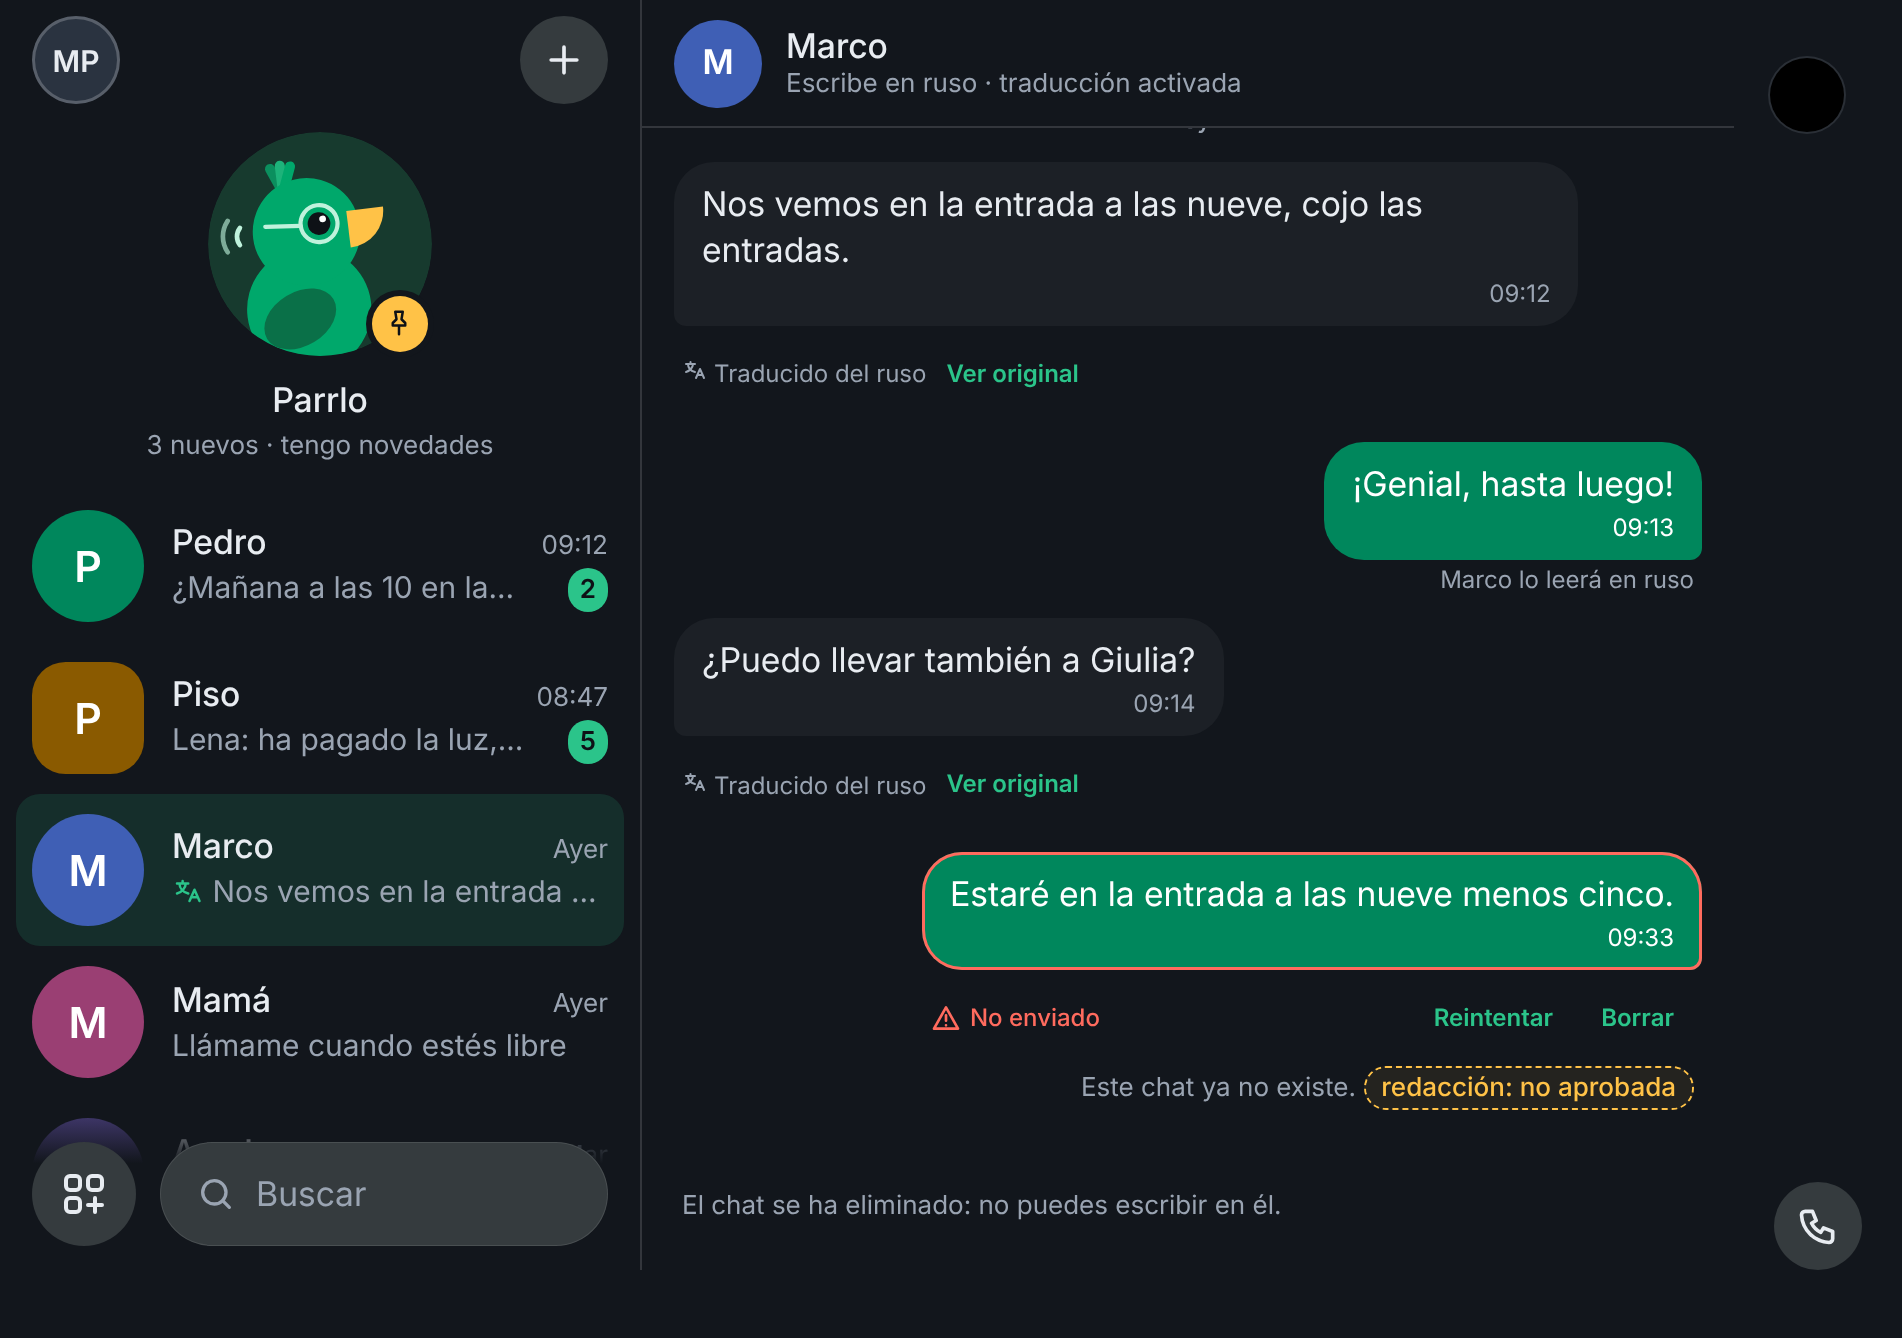 MP
Parrlo
3 nuevos · tengo novedades
P
Pedro
09:12
¿Mañana a las 10 en la...
2
P
Piso
08:47
Lena: ha pagado la luz,...
5
M
Marco
Ayer
Nos vemos en la entrada ...
M
Mamá
Ayer
Llámame cuando estés libre
Buscar
M
Marco
Escribe en ruso · traducción activada
Nos vemos en la entrada a las nueve, cojo las
entradas.
09:12
Traducido del ruso Ver original
¡Genial, hasta luego!
09:13
Marco lo leerá en ruso
¿Puedo llevar también a Giulia?
09:14
Traducido del ruso Ver original
Estaré en la entrada a las nueve menos cinco.
09:33
No enviado Reintentar Borrar
Este chat ya no existe. redacción: no aprobada
El chat se ha eliminado: no puedes escribir en él.